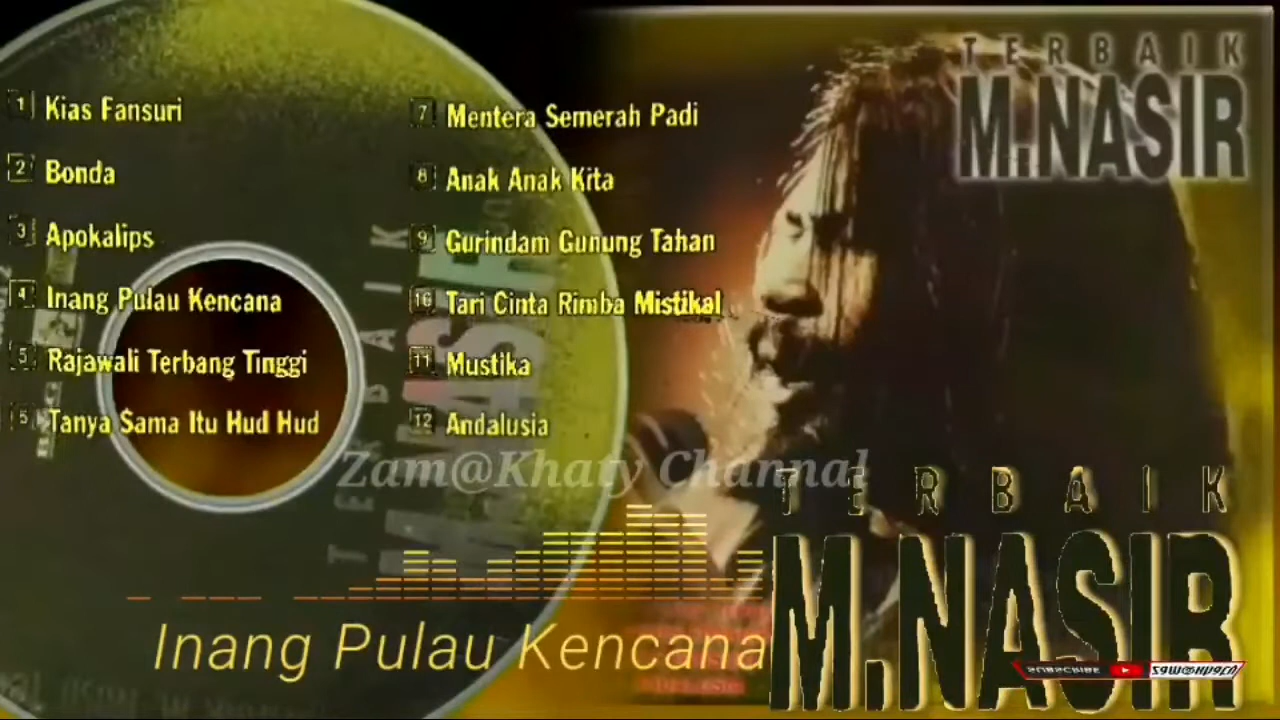 1 Kias Fansuri
2 Bonda
3 Apokalips
4 Inang Pulau Kencana
5 Rajawali Terbang Tinggi
Tanya Sama Itu Hud Hud
7 Mentera Semerah Padi
8 Anak Anak Kita
9 Gurindam Gunung Tahan
10 Tari Cinta Rimba Mistikal
11 Mustika
12 Andalusia
TERBAIK
M.NASIR
TERBAIK
Zam@Khaty Channal
TERBAIK
M.NASIR
Inang Pulau Kencana
SUBSCRIBE